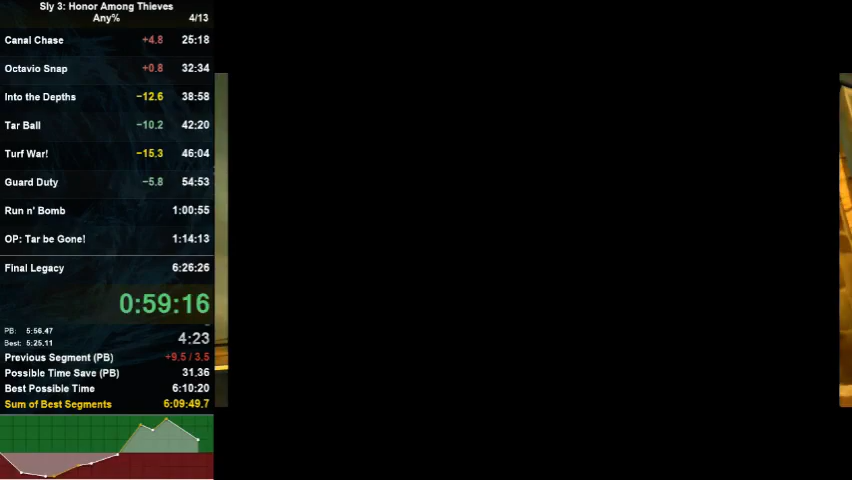 Sly 3: Honor Among Thieves
Any% 4/13
Canal Chase +4.8 25:18
Octavio Snap +0.8 32:34
Into the Depths −12.6 38:58
Tar Ball −10.2 42:20
Turf War! −15.3 46:04
Guard Duty −5.8 54:53
Run n' Bomb 1:00:55
OP: Tar be Gone! 1:14:13
Final Legacy 6:26:26
0:59:16
PB: 5:56.47
Best: 5:25.11
4:23
Previous Segment (PB) +9.5 / 3.5
Possible Time Save (PB) 31.36
Best Possible Time 6:10:20
Sum of Best Segments 6:09:49.7